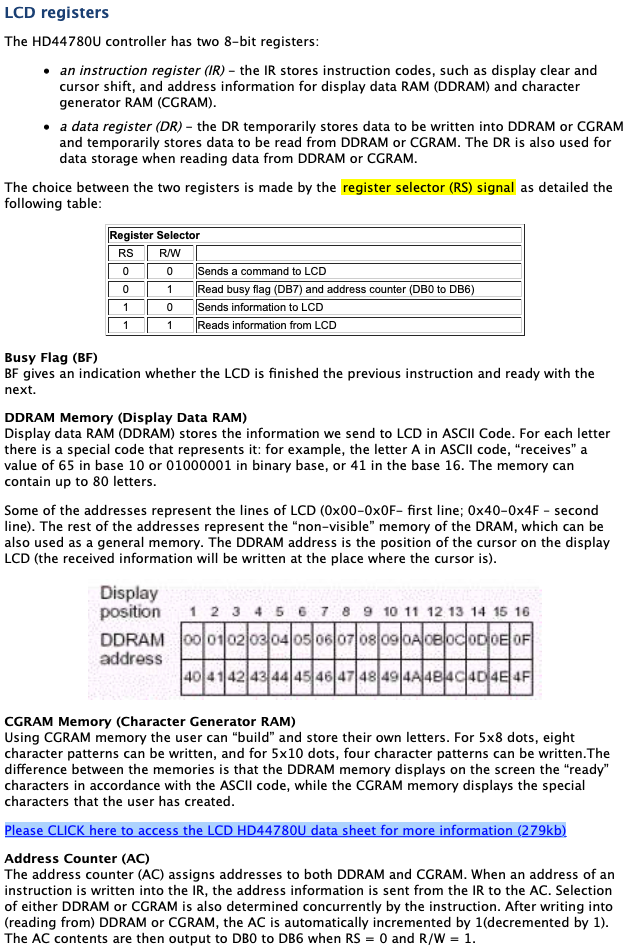 LCD registers
The HD44780U controller has two 8-bit registers:
• an instruction register (IR) – the IR stores instruction codes, such as display clear and
cursor shift, and address information for display data RAM (DDRAM) and character
generator RAM (CGRAM).
• a data register (DR) – the DR temporarily stores data to be written into DDRAM or CGRAM
and temporarily stores data to be read from DDRAM or CGRAM. The DR is also used for
data storage when reading data from DDRAM or CGRAM.
The choice between the two registers is made by the register selector (RS) signal as detailed the
following table:
Register Selector
RS R/W
0 0 Sends a command to LCD
0 1 Read busy flag (DB7) and address counter (DB0 to DB6)
1 0 Sends information to LCD
1 1 Reads information from LCD
Busy Flag (BF)
BF gives an indication whether the LCD is finished the previous instruction and ready with the
next.
DDRAM Memory (Display Data RAM)
Display data RAM (DDRAM) stores the information we send to LCD in ASCII Code. For each letter
there is a special code that represents it: for example, the letter A in ASCII code, “receives” a
value of 65 in base 10 or 01000001 in binary base, or 41 in the base 16. The memory can
contain up to 80 letters.
Some of the addresses represent the lines of LCD (0x00-0x0F– first line; 0x40-0x4F – second
line). The rest of the addresses represent the “non-visible” memory of the DRAM, which can be
also used as a general memory. The DDRAM address is the position of the cursor on the display
LCD (the received information will be written at the place where the cursor is).
Display
position 1 2 3 4 5 6 7 8 9 10 11 12 13 14 15 16
DDRAM 00 01 02 03 04 05 06 07 08 09 0A 0B 0C 0D 0E 0F
address
40 41 42 43 44 45 46 47 48 49 4A 4B 4C 4D 4E 4F
CGRAM Memory (Character Generator RAM)
Using CGRAM memory the user can “build” and store their own letters. For 5x8 dots, eight
character patterns can be written, and for 5x10 dots, four character patterns can be written.The
difference between the memories is that the DDRAM memory displays on the screen the “ready”
characters in accordance with the ASCII code, while the CGRAM memory displays the special
characters that the user has created.
Please CLICK here to access the LCD HD44780U data sheet for more information (279kb)
Address Counter (AC)
The address counter (AC) assigns addresses to both DDRAM and CGRAM. When an address of an
instruction is written into the IR, the address information is sent from the IR to the AC. Selection
of either DDRAM or CGRAM is also determined concurrently by the instruction. After writing into
(reading from) DDRAM or CGRAM, the AC is automatically incremented by 1(decremented by 1).
The AC contents are then output to DB0 to DB6 when RS = 0 and R/W = 1.